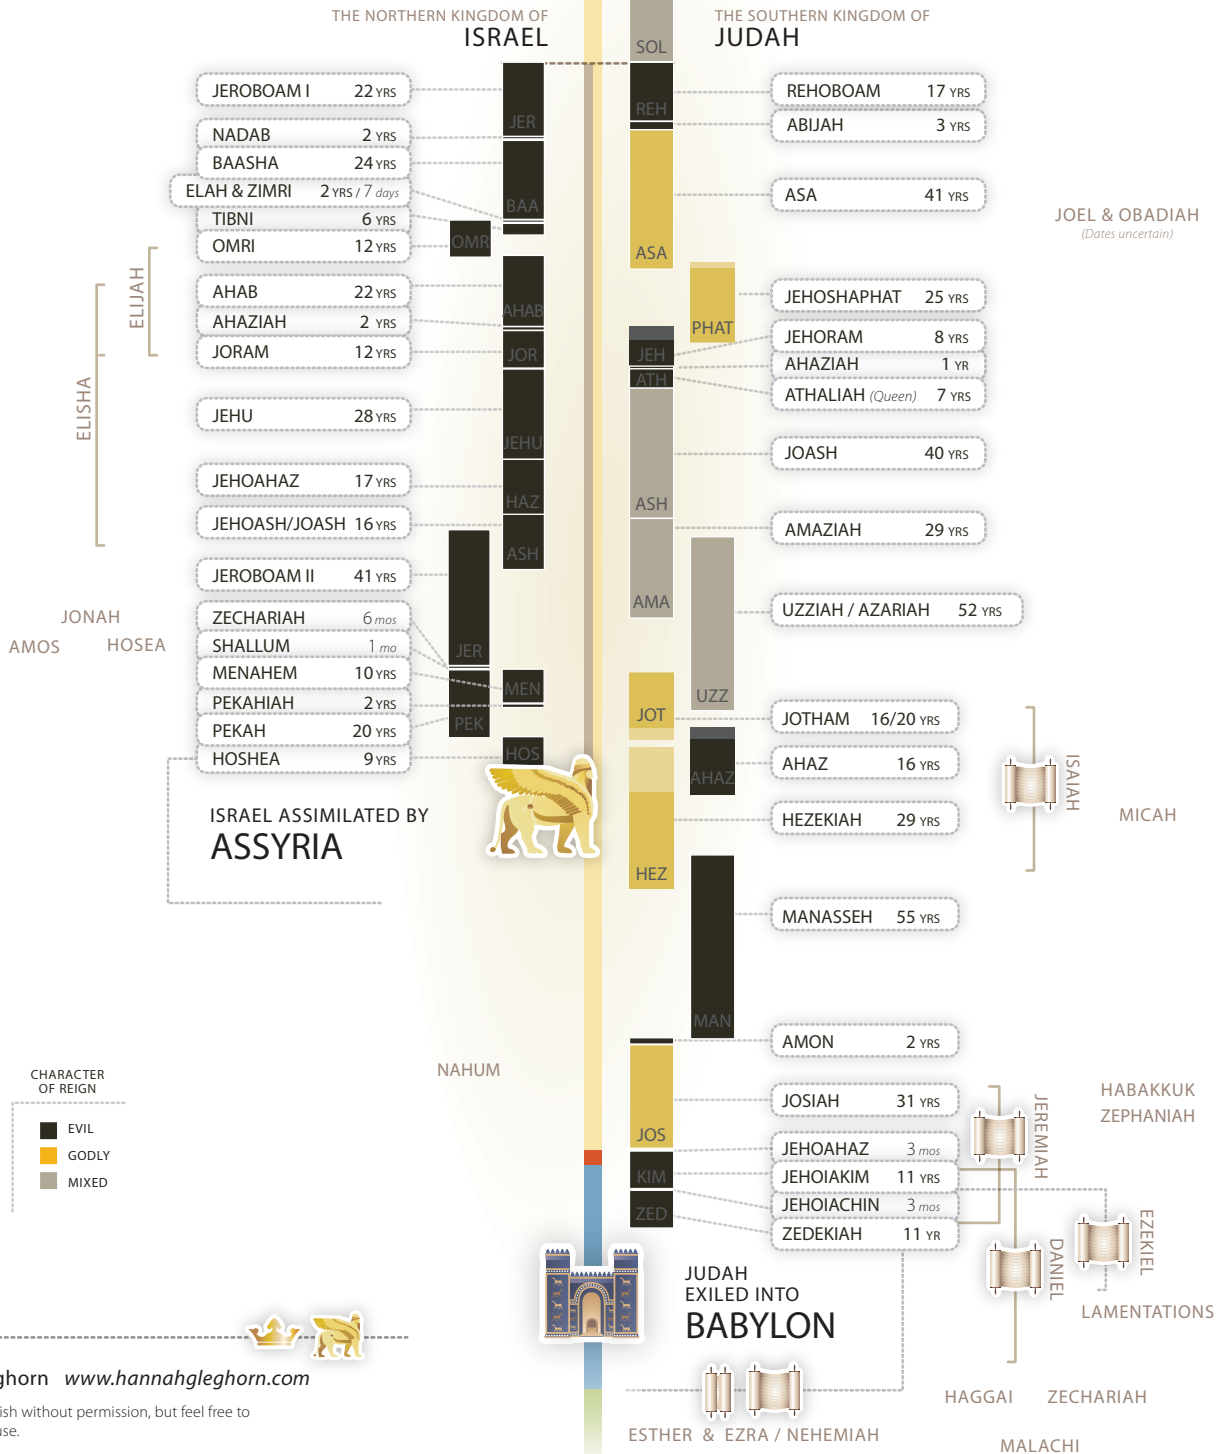 THE NORTHERN KINGDOM OF
ISRAEL
THE SOUTHERN KINGDOM OF
JUDAH
SOL
JEROBOAM I 22 YRS
NADAB 2 YRS
BAASHA 24 YRS
ELAH & ZIMRI 2 YRS / 7 days
TIBNI 6 YRS
OMRI 12 YRS
AHAB 22 YRS
AHAZIAH 2 YRS
JORAM 12 YRS
JEHU 28 YRS
JEHOAHAZ 17 YRS
JEHOASH/JOASH 16 YRS
JEROBOAM II 41 YRS
ZECHARIAH 6 mos
SHALLUM 1 mo
MENAHEM 10 YRS
PEKAHIAH 2 YRS
PEKAH 20 YRS
HOSHEA 9 YRS
ELIJAH
ELISHA
JONAH
AMOS
HOSEA
JER
BAA
OMR
AHAB
JOR
JEHU
HAZ
ASH
JER
MEN
PEK
HOS
ISRAEL ASSIMILATED BY
ASSYRIA
REH
ASA
PHAT
JEH
ATH
ASH
AMA
UZZ
JOT
AHAZ
HEZ
MAN
JOS
KIM
ZED
REHOBOAM 17 YRS
ABIJAH 3 YRS
ASA 41 YRS
JEHOSHAPHAT 25 YRS
JEHORAM 8 YRS
AHAZIAH 1 YR
ATHALIAH (Queen) 7 YRS
JOASH 40 YRS
AMAZIAH 29 YRS
UZZIAH / AZARIAH 52 YRS
JOTHAM 16/20 YRS
AHAZ 16 YRS
HEZEKIAH 29 YRS
MANASSEH 55 YRS
AMON 2 YRS
JOSIAH 31 YRS
JEHOAHAZ 3 mos
JEHOIAKIM 11 YRS
JEHOIACHIN 3 mos
ZEDEKIAH 11 YR
JOEL & OBADIAH
(Dates uncertain)
ISAIAH
MICAH
NAHUM
HABAKKUK
ZEPHANIAH
JEREMIAH
EZEKIEL
DANIEL
LAMENTATIONS
CHARACTER
OF REIGN
EVIL
GODLY
MIXED
JUDAH
EXILED INTO
BABYLON
HAGGAI
ZECHARIAH
ESTHER & EZRA / NEHEMIAH
MALACHI
ghorn www.hannahgleghorn.com
ish without permission, but feel free to
use.